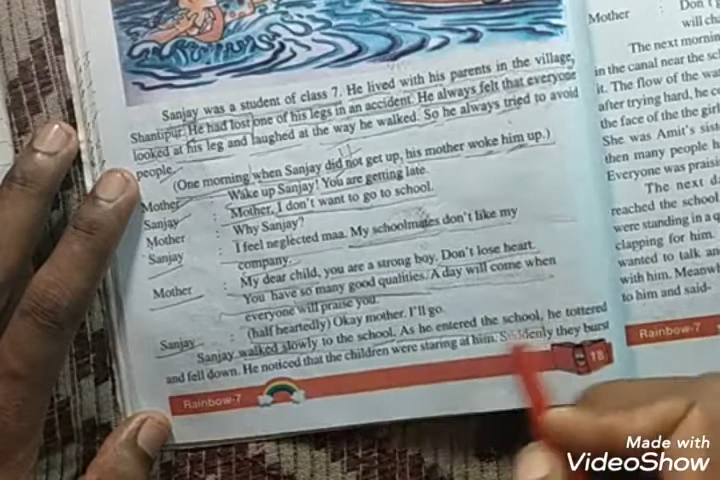 Sanjay was a student of class 7. He lived with his parents in the village,
Shantipur. He had lost one of his legs in an accident. He always felt that everyone
looked at his leg and laughed at the way he walked. So he always tried to avoid
people.
(One morning when Sanjay did not get up, his mother woke him up.)
Mother : Wake up Sanjay! You are getting late.
Sanjay : Mother, I don't want to go to school.
Mother : Why Sanjay?
Sanjay : I feel neglected maa. My schoolmates don't like my
company.
Mother : My dear child, you are a strong boy. Don't lose heart.
You have so many good qualities. A day will come when
everyone will praise you.
Sanjay : (half heartedly) Okay mother. I'll go.
Sanjay walked slowly to the school. As he entered the school, he tottered
and fell down. He noticed that the children were staring at him. Suddenly they burst
Rainbow-7
18
Mother : Don't
will ch
The next mornin
in the canal near the sc
it. The flow of the wa
after trying hard, he c
the face of the girl
She was Amit's sist
then many people h
Everyone was prais
The next d
reached the school
were standing in a q
clapping for him.
wanted to talk an
with him. Meanw
to him and said-
Rainbow-7
Made with
VideoShow